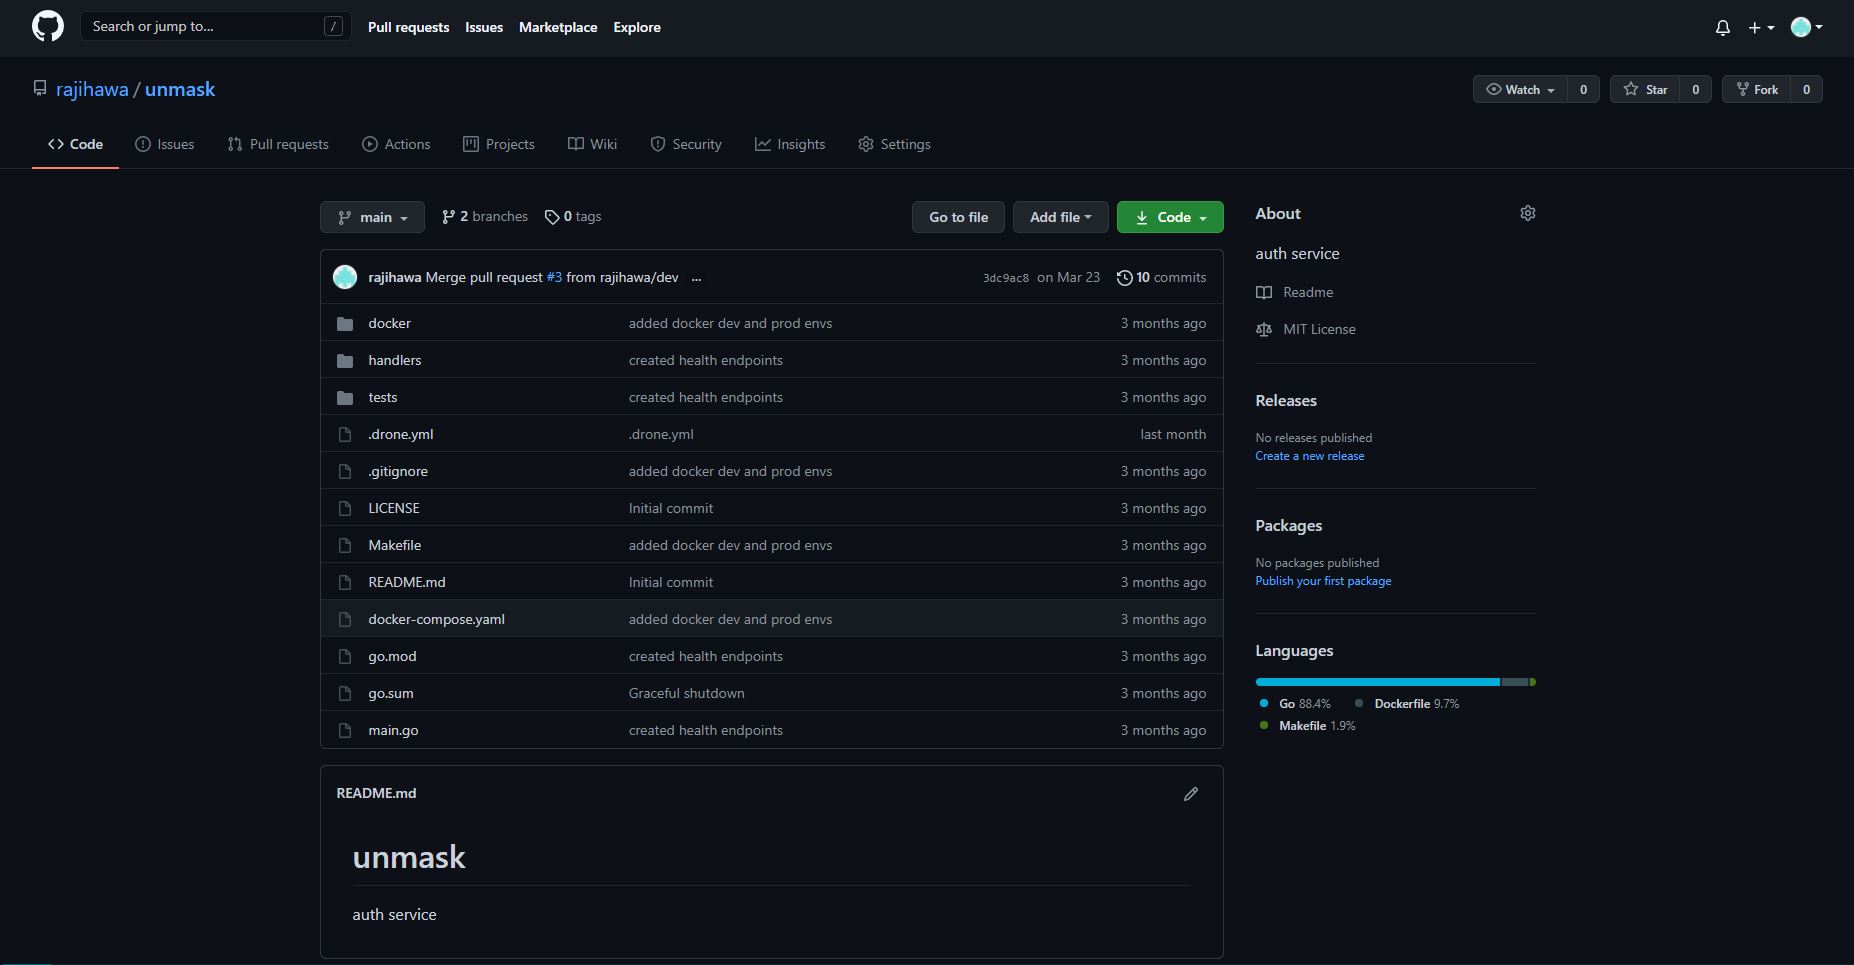 Search or jump to... /
Pull requests Issues Marketplace Explore
rajihawa / unmask
Watch 0 Star 0 Fork 0
Code Issues Pull requests Actions Projects Wiki Security Insights Settings
main 2 branches 0 tags Go to file Add file Code
rajihawa Merge pull request #3 from rajihawa/dev ... 3dc9ac8 on Mar 23 10 commits
docker added docker dev and prod envs 3 months ago
handlers created health endpoints 3 months ago
tests created health endpoints 3 months ago
.drone.yml .drone.yml last month
.gitignore added docker dev and prod envs 3 months ago
LICENSE Initial commit 3 months ago
Makefile added docker dev and prod envs 3 months ago
README.md Initial commit 3 months ago
docker-compose.yaml added docker dev and prod envs 3 months ago
go.mod created health endpoints 3 months ago
go.sum Graceful shutdown 3 months ago
main.go created health endpoints 3 months ago
README.md
unmask
auth service
About
auth service
Readme
MIT License
Releases
No releases published
Create a new release
Packages
No packages published
Publish your first package
Languages
Go 88.4% Dockerfile 9.7%
Makefile 1.9%